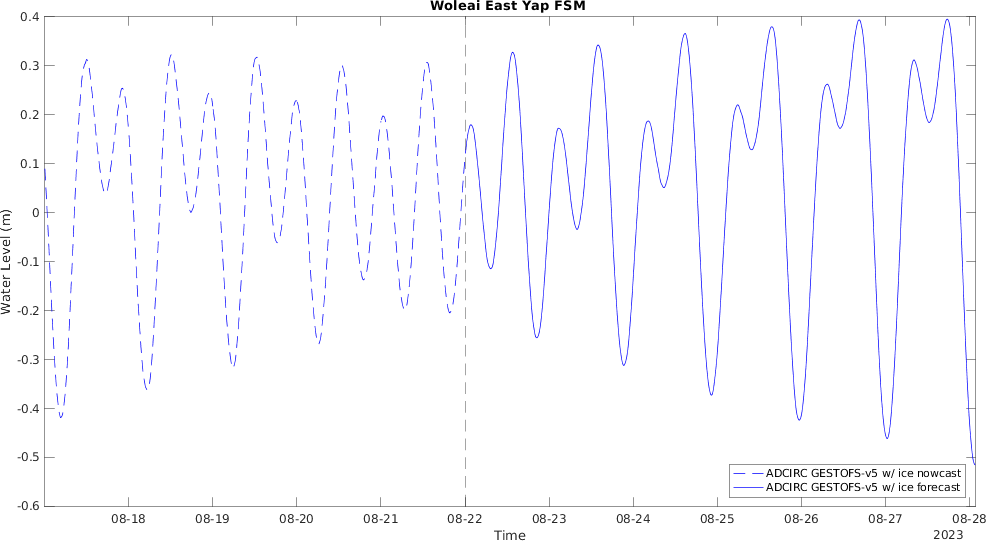 Woleai East Yap FSM
0.4
0.3
0.2
0.1
0
-0.1
-0.2
-0.3
-0.4
-0.5
-0.6
Water Level (m)
ADCIRC GESTOFS-v5 w/ ice nowcast
ADCIRC GESTOFS-v5 w/ ice forecast
08-18 08-19 08-20 08-21 08-22 08-23 08-24 08-25 08-26 08-27 08-28
Time
2023